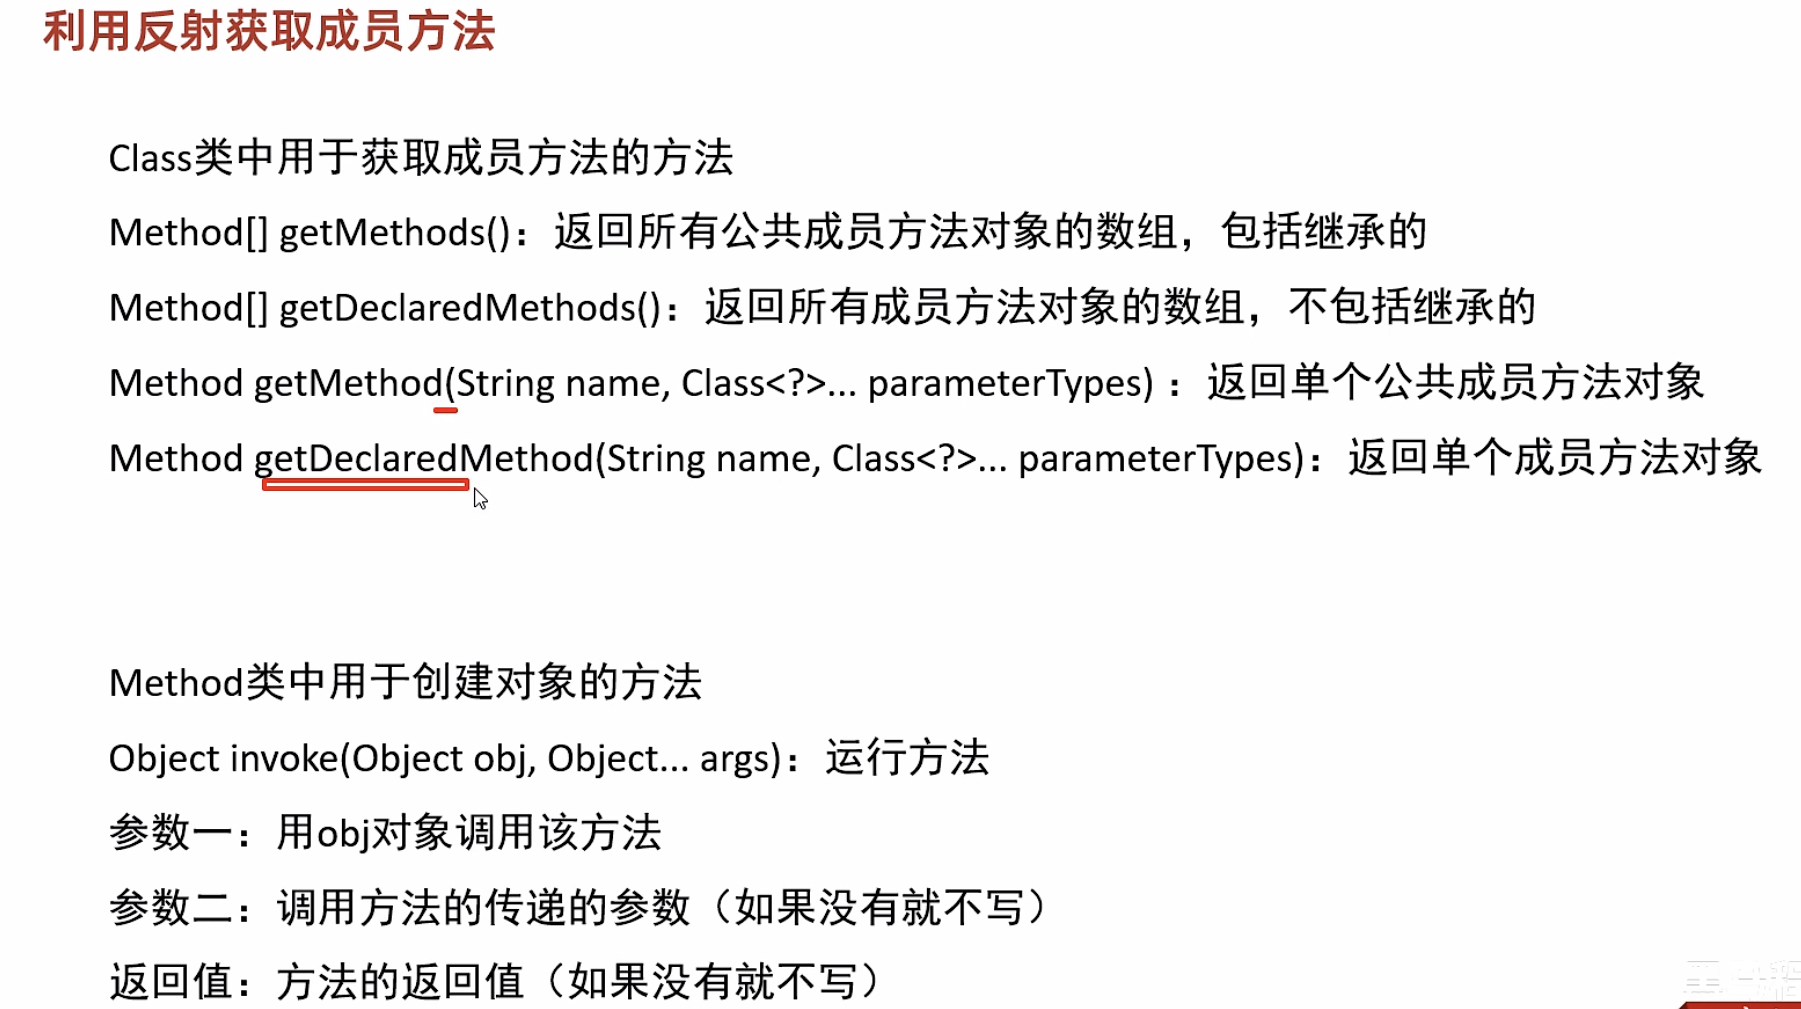 利用反射获取成员方法
Class类中用于获取成员方法的方法
Method[] getMethods()：返回所有公共成员方法对象的数组，包括继承的
Method[] getDeclaredMethods()：返回所有成员方法对象的数组，不包括继承的
Method getMethod(String name, Class<?>... parameterTypes) ：返回单个公共成员方法对象
Method getDeclaredMethod(String name, Class<?>... parameterTypes)：返回单个成员方法对象
Method类中用于创建对象的方法
Object invoke(Object obj, Object... args)：运行方法
参数一：用obj对象调用该方法
参数二：调用方法的传递的参数（如果没有就不写）
返回值：方法的返回值（如果没有就不写）